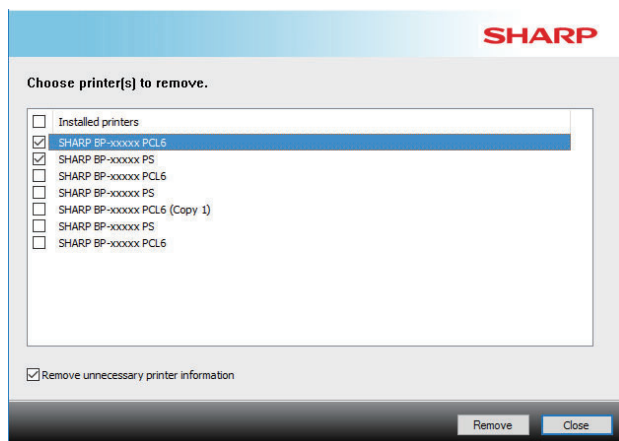 SHARP
Choose printer(s) to remove.
Installed printers
SHARP BP-xxxxx PCL6
SHARP BP-xxxxx PS
SHARP BP-xxxxx PCL6
SHARP BP-xxxxx PS
SHARP BP-xxxxx PCL6 (Copy 1)
SHARP BP-xxxxx PS
SHARP BP-xxxxx PCL6
Remove unnecessary printer information
Remove Close